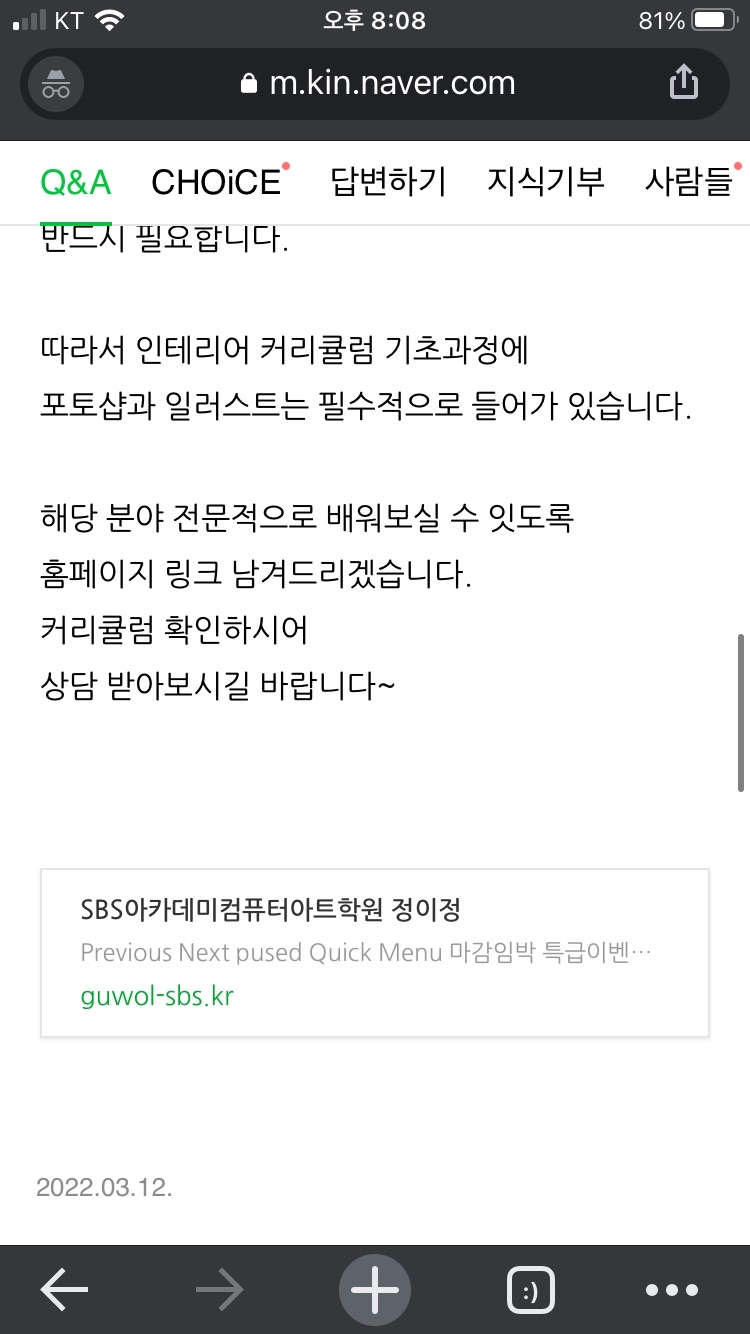 KT
오후 8:08
81%
m.kin.naver.com
Q&A CHOiCE 답변하기 지식기부 사람들
반드시 필요합니다.
따라서 인테리어 커리큘럼 기초과정에
포토샵과 일러스트는 필수적으로 들어가 있습니다.
해당 분야 전문적으로 배워보실 수 잇도록
홈페이지 링크 남겨드리겠습니다.
커리큘럼 확인하시어
상담 받아보시길 바랍니다~
SBS아카데미컴퓨터아트학원 정이정
Previous Next pused Quick Menu 마감임박 특급이벤…
guwol-sbs.kr
2022.03.12.
:)